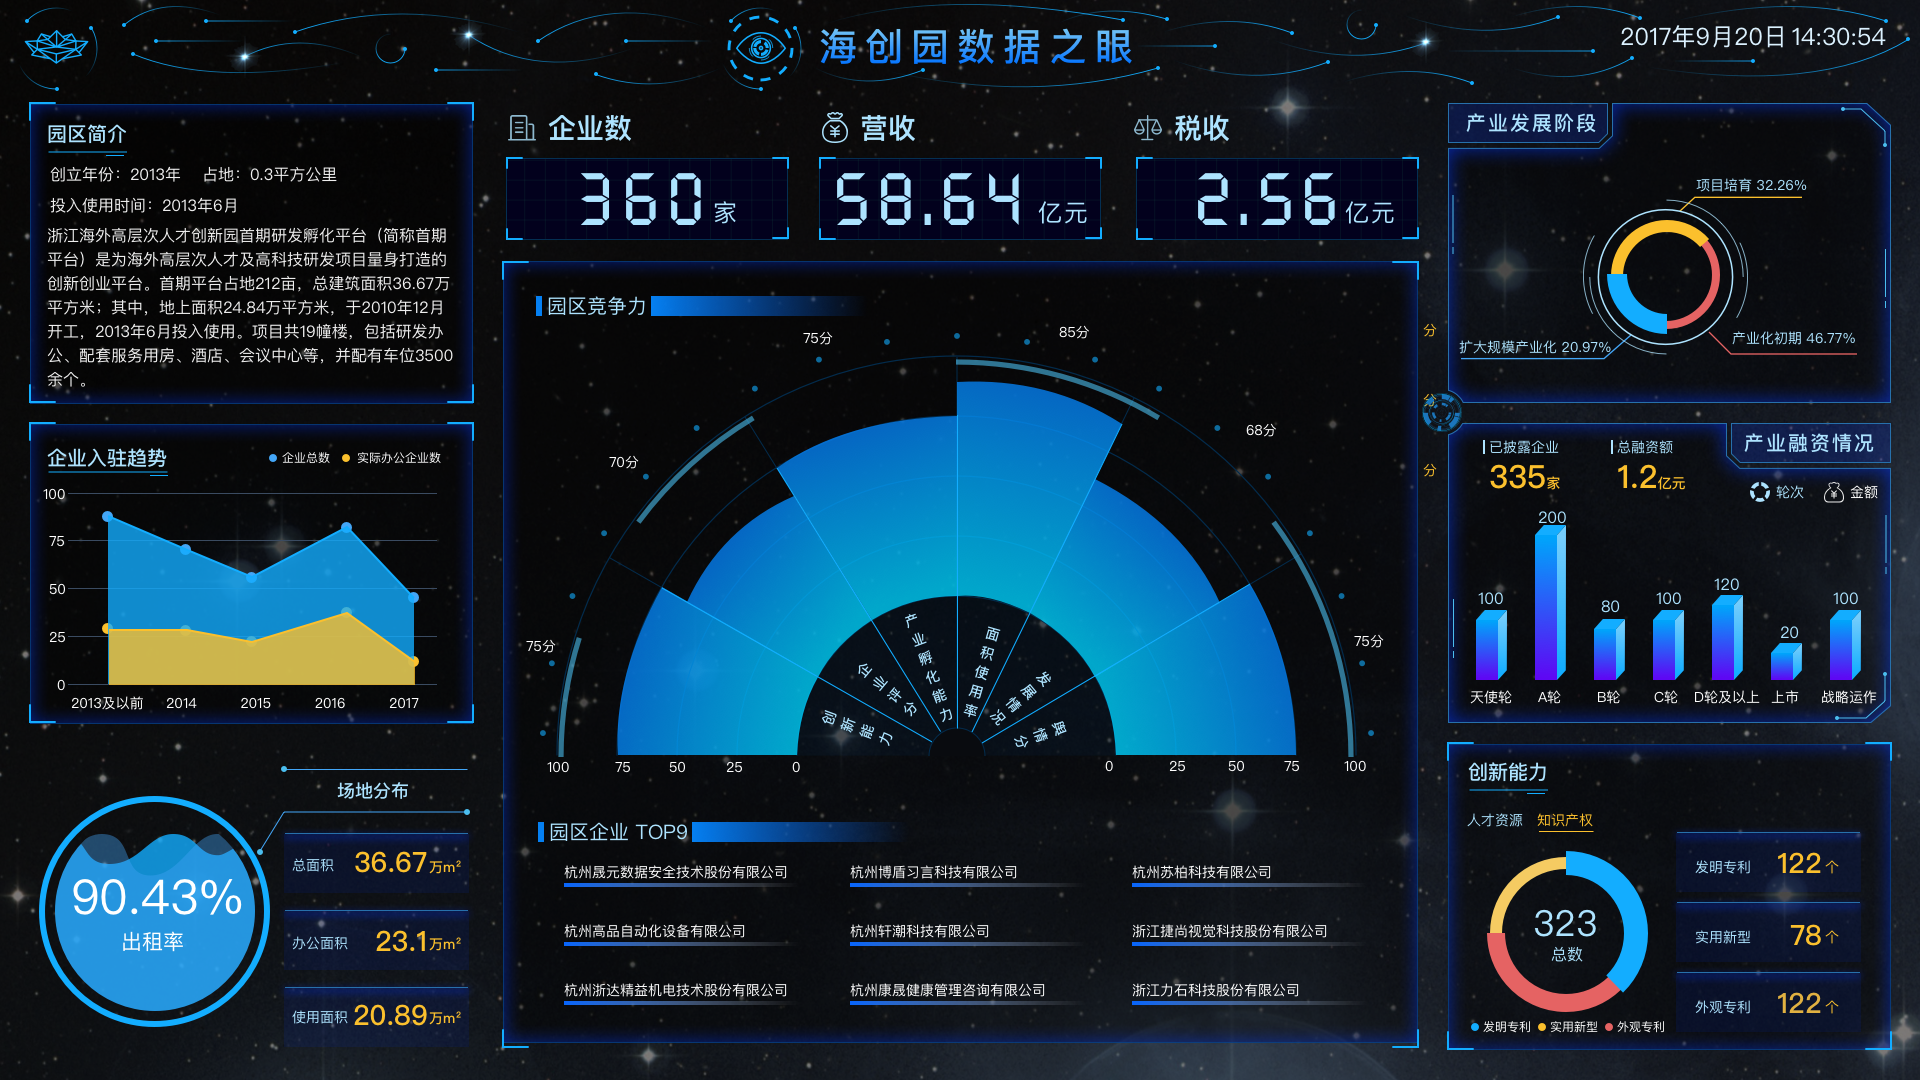 海创园数据之眼
2017年9月20日 14:30:54
园区简介
创立年份：2013年 占地：0.3平方公里
投入使用时间：2013年6月
浙江海外高层次人才创新园首期研发孵化平台（简称首期
平台）是为海外高层次人才及高科技研发项目量身打造的
创新创业平台。首期平台占地212亩，总建筑面积36.67万
平方米；其中，地上面积24.84万平方米，于2010年12月
开工，2013年6月投入使用。项目共19幢楼，包括研发办
公、配套服务用房、酒店、会议中心等，并配有车位3500
余个。
企业入驻趋势
企业总数 实际办公企业数
100
75
50
25
0
2013及以前 2014 2015 2016 2017
90.43%
出租率
场地分布
总面积 36.67万m²
办公面积 23.1万m²
使用面积 20.89万m²
企业数
360家
营收
58.64亿元
税收
2.56亿元
园区竞争力
75分
70分
75分
85分
68分
75分
创新能力
企业评分
产业孵化能力
面积使用率
发展情况
舆情分
100 75 50 25 0
0 25 50 75 100
园区企业 TOP9
杭州晟元数据安全技术股份有限公司
杭州博盾习言科技有限公司
杭州苏柏科技有限公司
杭州高品自动化设备有限公司
杭州轩潮科技有限公司
浙江捷尚视觉科技股份有限公司
杭州浙达精益机电技术股份有限公司
杭州康晟健康管理咨询有限公司
浙江力石科技股份有限公司
分
分
分
产业发展阶段
项目培育 32.26%
产业化初期 46.77%
扩大规模产业化 20.97%
产业融资情况
已披露企业
335家
总融资额
1.2亿元
轮次 金额
100
200
80
100
120
20
100
天使轮 A轮 B轮 C轮 D轮及以上 上市 战略运作
创新能力
人才资源 知识产权
323
总数
发明专利 实用新型 外观专利
发明专利 122个
实用新型 78个
外观专利 122个